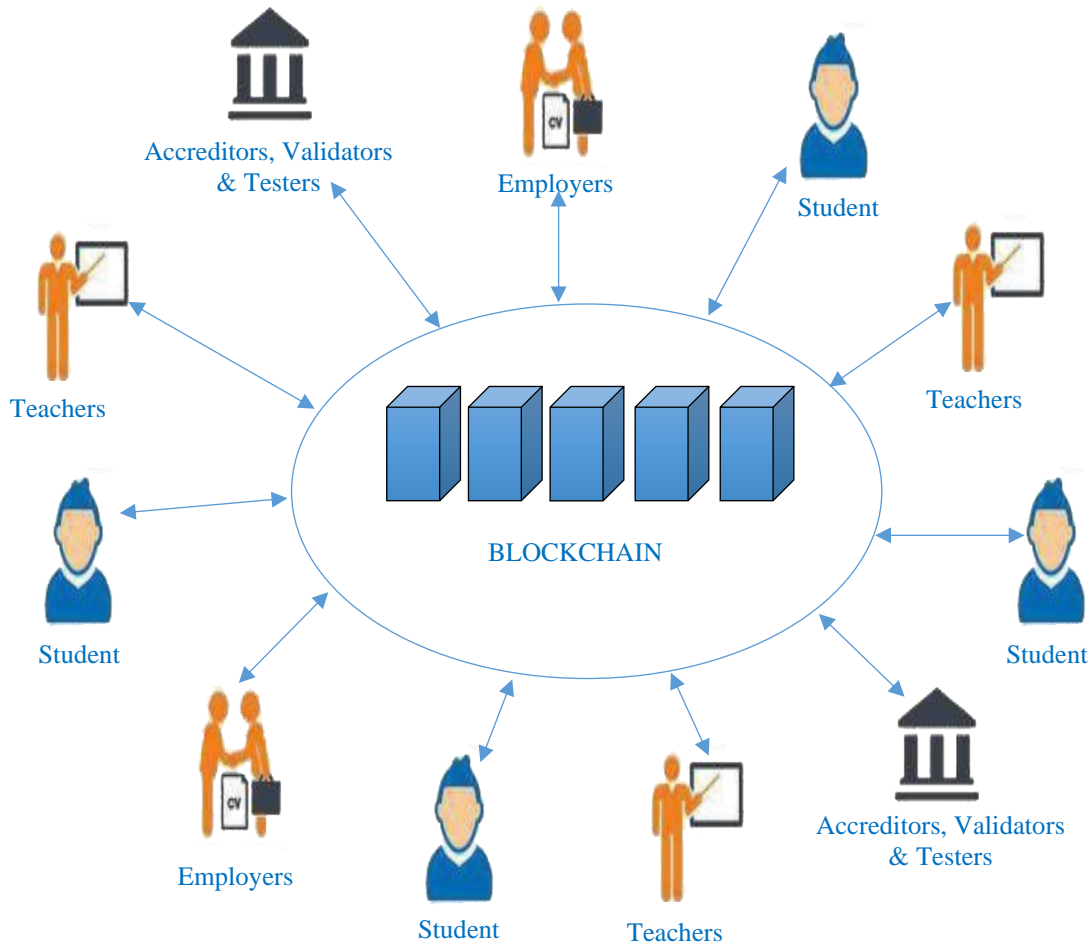 CV
Accreditors, Validators
& Testers
Employers
Student
Teachers
Teachers
BLOCKCHAIN
Student
Student
CV
Accreditors, Validators
& Testers
Employers
Student
Teachers